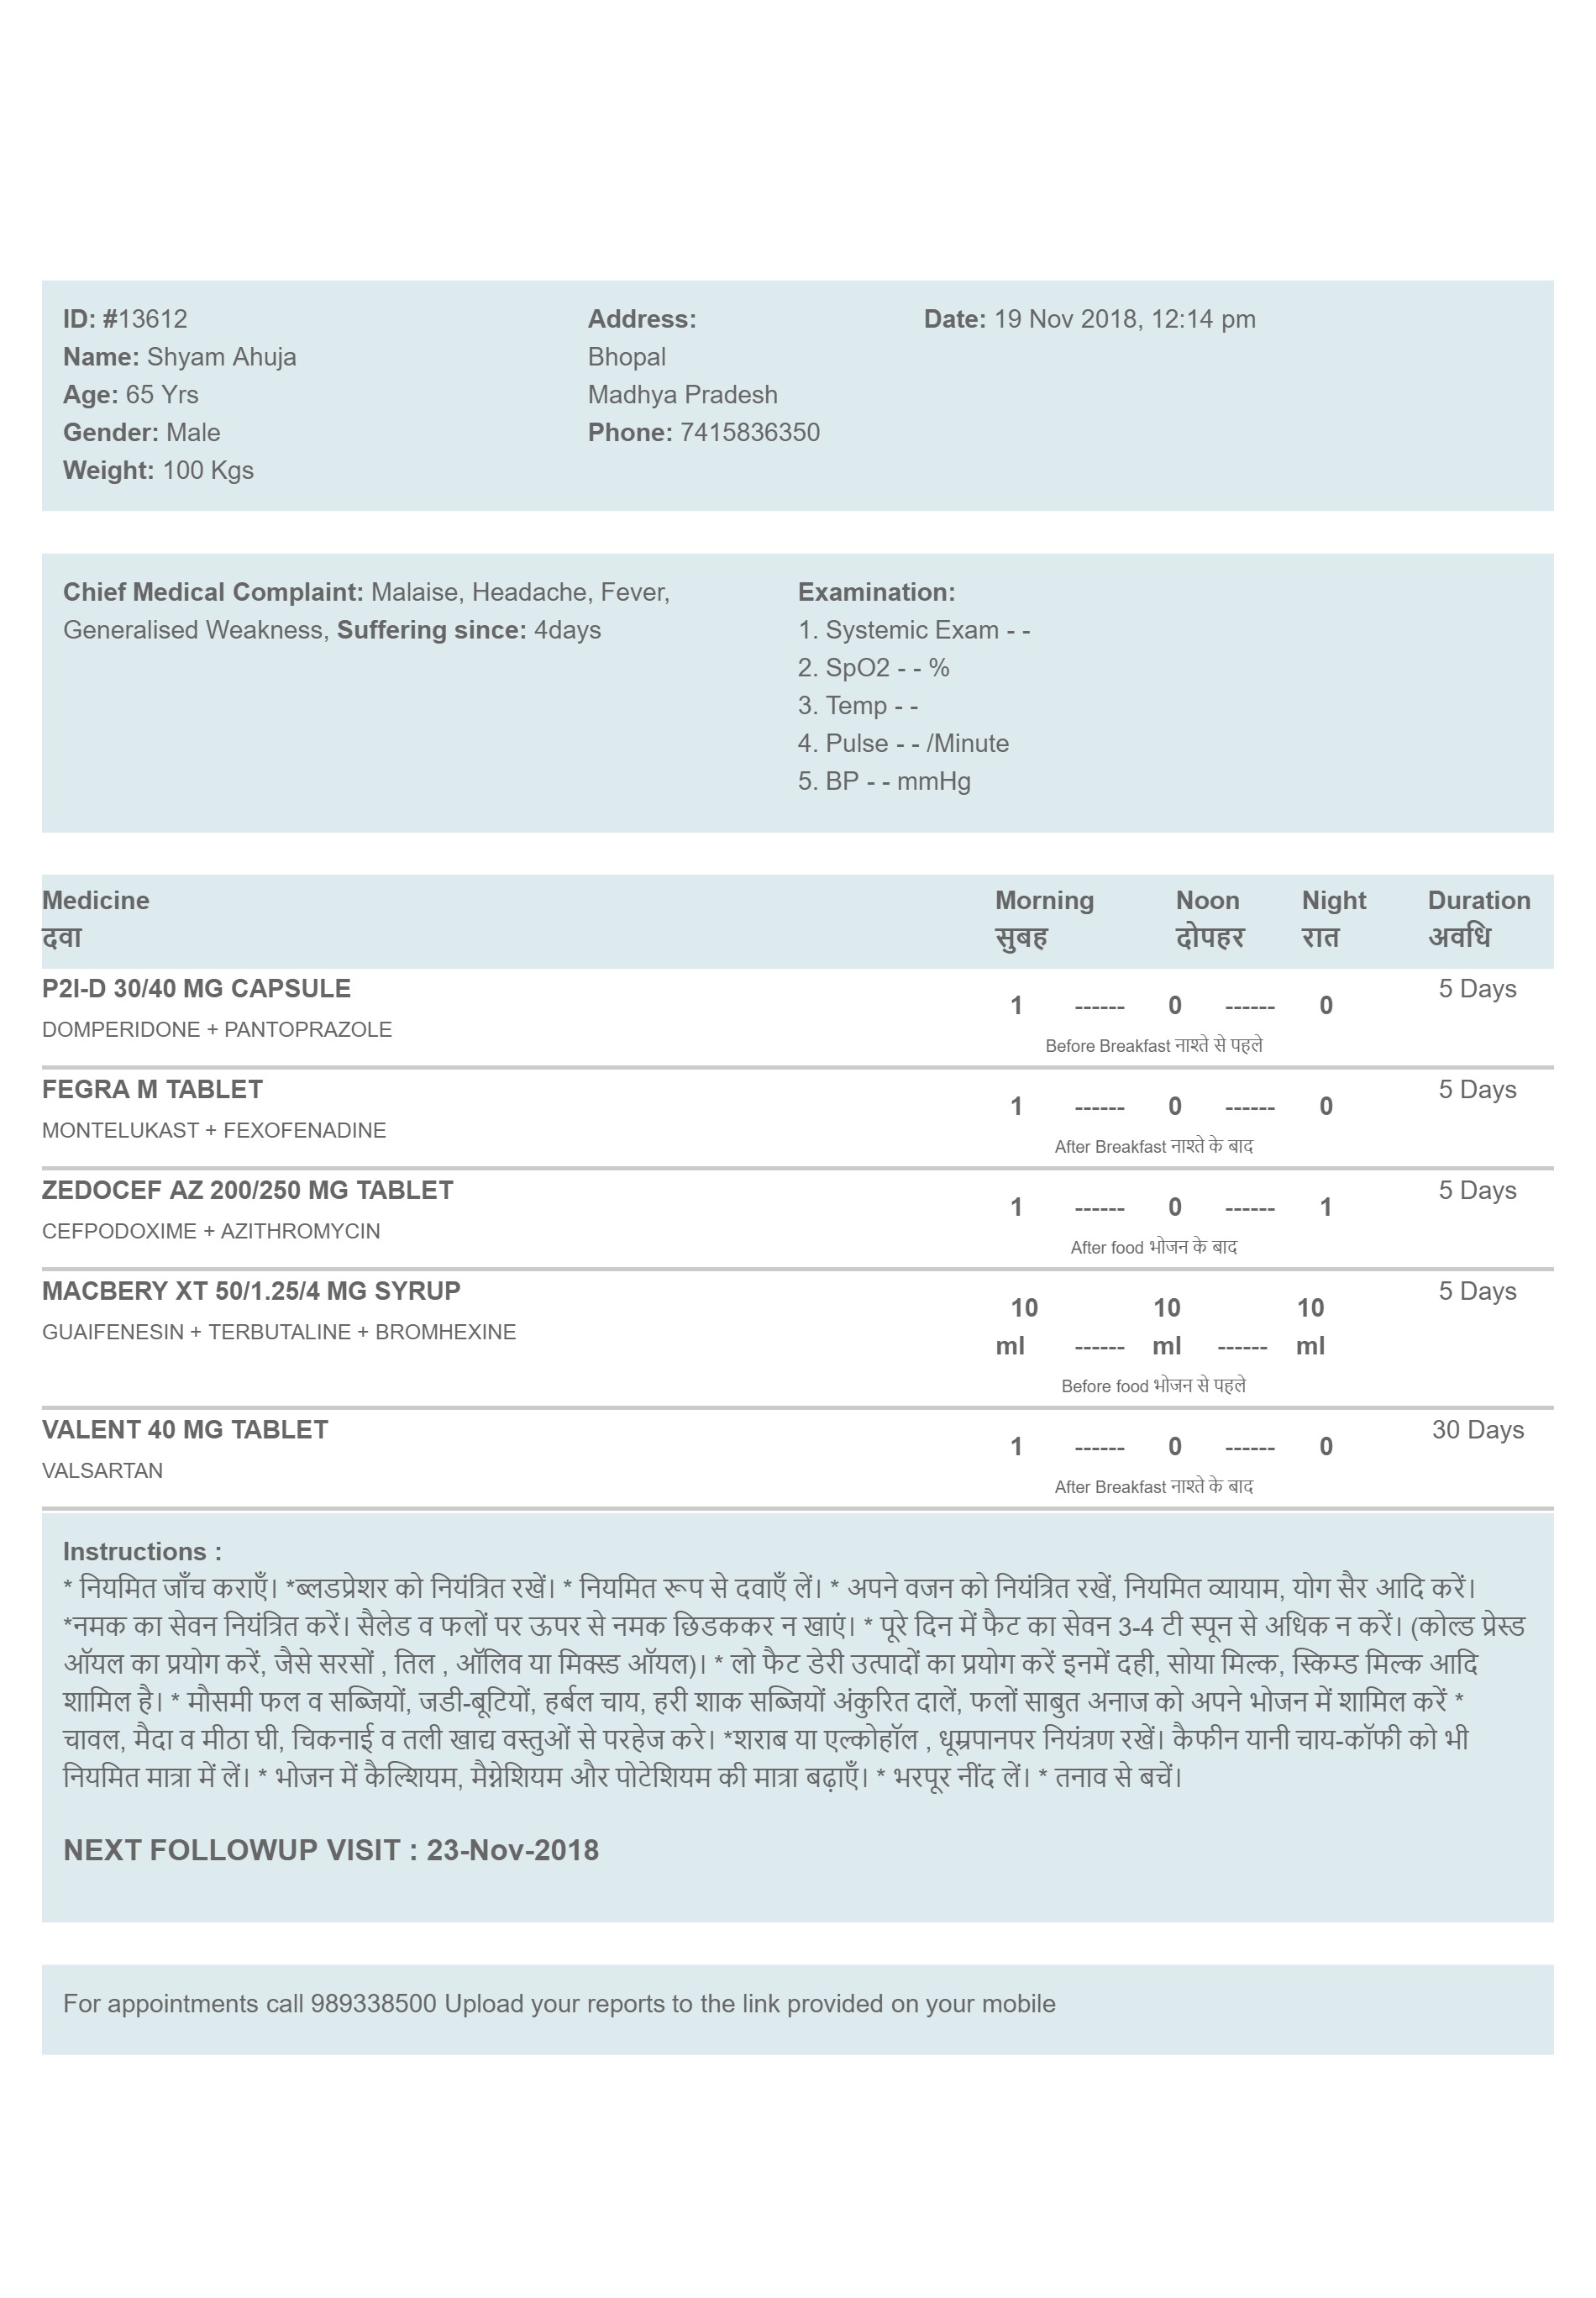 ID: #13612
Name: Shyam Ahuja
Age: 65 Yrs
Gender: Male
Weight: 100 Kgs
Address:
Bhopal
Madhya Pradesh
Phone: 7415836350
Date: 19 Nov 2018, 12:14 pm
Chief Medical Complaint: Malaise, Headache, Fever,
Generalised Weakness, Suffering since: 4days
Examination:
1. Systemic Exam - -
2. SpO2 - - %
3. Temp - -
4. Pulse - - /Minute
5. BP - - mmHg
Medicine Morning Noon Night Duration
दवा सुबह दोपहर रात अवधि
P2I-D 30/40 MG CAPSULE 1 ------ 0 ------ 0 5 Days
DOMPERIDONE + PANTOPRAZOLE Before Breakfast नाश्ते से पहले
FEGRA M TABLET 1 ------ 0 ------ 0 5 Days
MONTELUKAST + FEXOFENADINE After Breakfast नाश्ते के बाद
ZEDOCEF AZ 200/250 MG TABLET 1 ------ 0 ------ 1 5 Days
CEFPODOXIME + AZITHROMYCIN After food भोजन के बाद
MACBERY XT 50/1.25/4 MG SYRUP 10 10 10 5 Days
GUAIFENESIN + TERBUTALINE + BROMHEXINE ml ------ ml ------ ml
Before food भोजन से पहले
VALENT 40 MG TABLET 1 ------ 0 ------ 0 30 Days
VALSARTAN After Breakfast नाश्ते के बाद
Instructions :
* नियमित जाँच कराएँ। *ब्लडप्रेशर को नियंत्रित रखें। * नियमित रूप से दवाएँ लें। * अपने वजन को नियंत्रित रखें, नियमित व्यायाम, योग सैर आदि करें।
*नमक का सेवन नियंत्रित करें। सैलेड व फलों पर ऊपर से नमक छिडककर न खाएं। * पूरे दिन में फैट का सेवन 3-4 टी स्पून से अधिक न करें। (कोल्ड प्रेस्ड
ऑयल का प्रयोग करें, जैसे सरसों , तिल , ऑलिव या मिक्स्ड ऑयल)। * लो फैट डेरी उत्पादों का प्रयोग करें इनमें दही, सोया मिल्क, स्किम्ड मिल्क आदि
शामिल है। * मौसमी फल व सब्जियों, जडी-बूटियों, हर्बल चाय, हरी शाक सब्जियों अंकुरित दालें, फलों साबुत अनाज को अपने भोजन में शामिल करें *
चावल, मैदा व मीठा घी, चिकनाई व तली खाद्य वस्तुओं से परहेज करे। *शराब या एल्कोहॉल , धूम्रपानपर नियंत्रण रखें। कैफीन यानी चाय-कॉफी को भी
नियमित मात्रा में लें। * भोजन में कैल्शियम, मैग्नेशियम और पोटेशियम की मात्रा बढ़ाएँ। * भरपूर नींद लें। * तनाव से बचें।
NEXT FOLLOWUP VISIT : 23-Nov-2018
For appointments call 989338500 Upload your reports to the link provided on your mobile